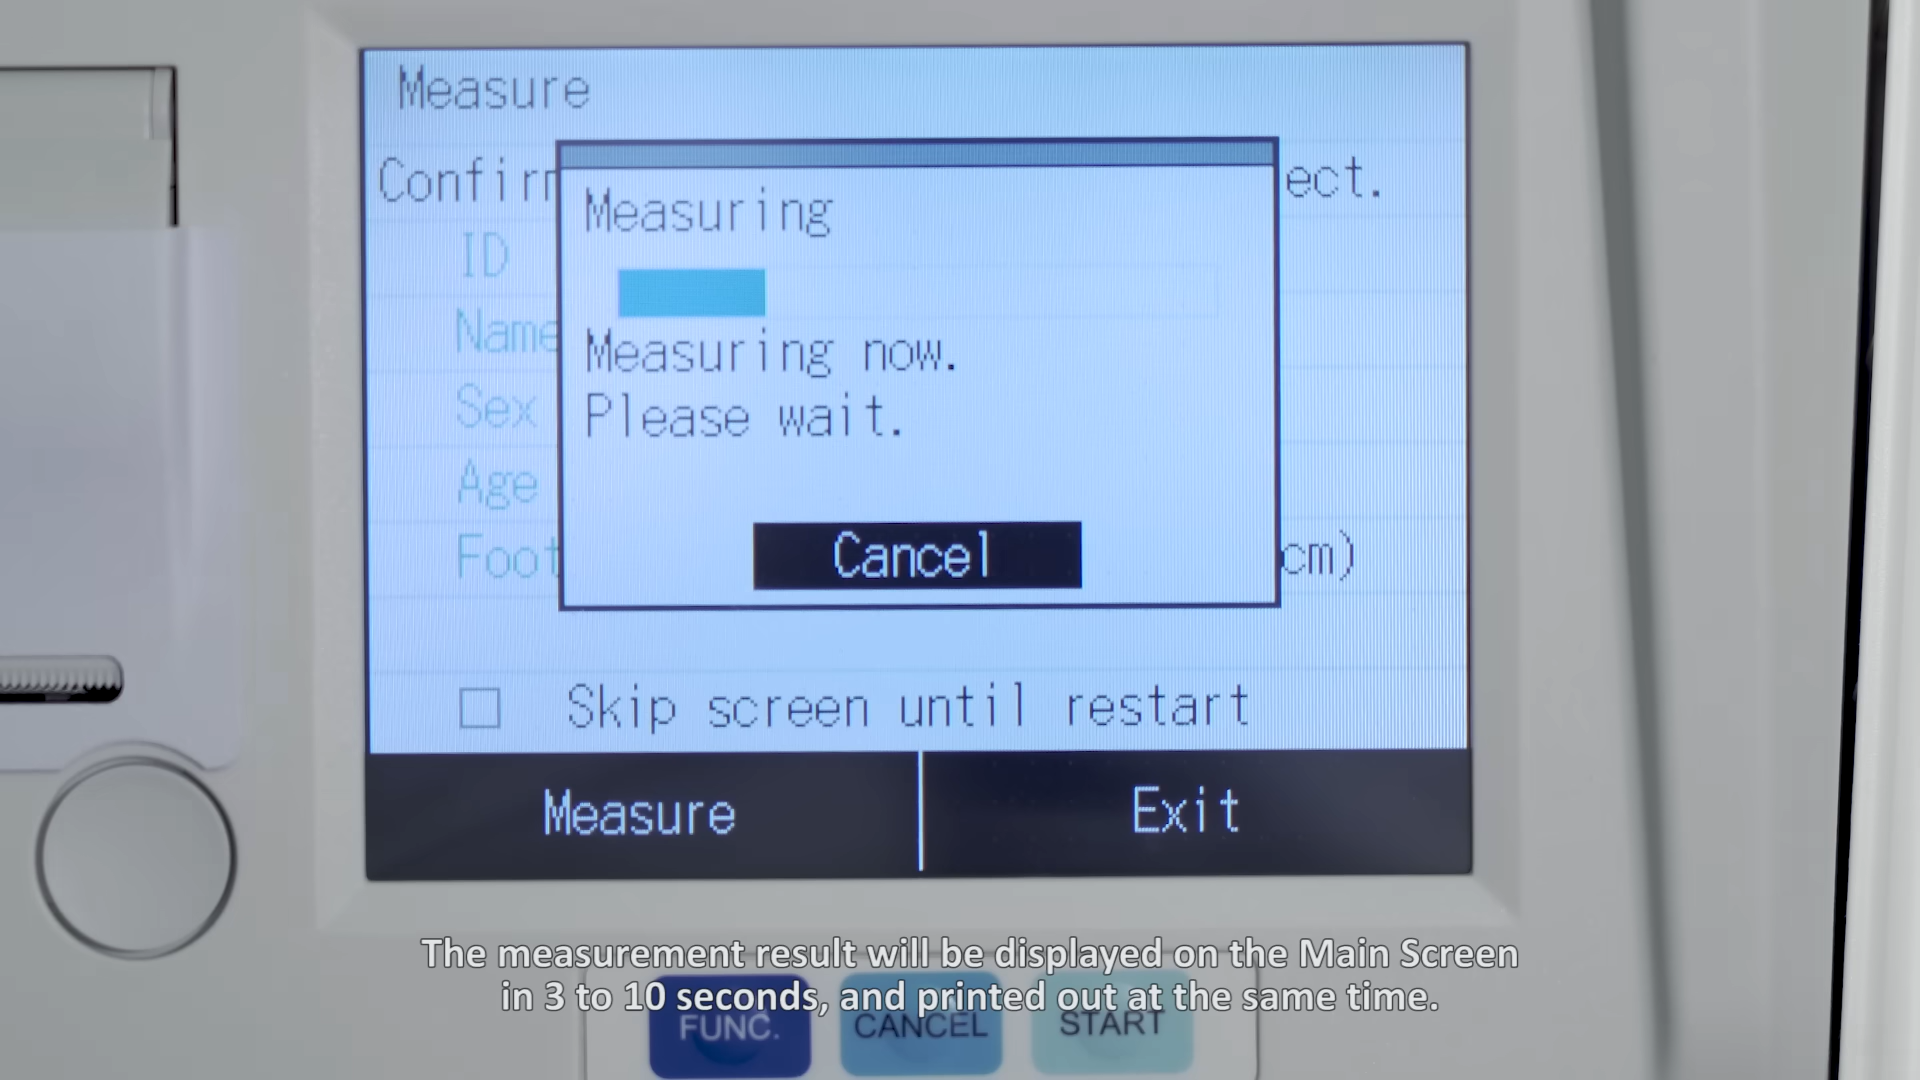 Measure
Confir
ect.
Measuring
ID
Name
Measuring now.
Sex
Please wait.
Age
Foot
cm)
Cancel
Skip screen until restart
Measure
Exit
The measurement result will be displayed on the Main Screen
in 3 to 10 seconds, and printed out at the same time.
FUNC.
CANCEL
START